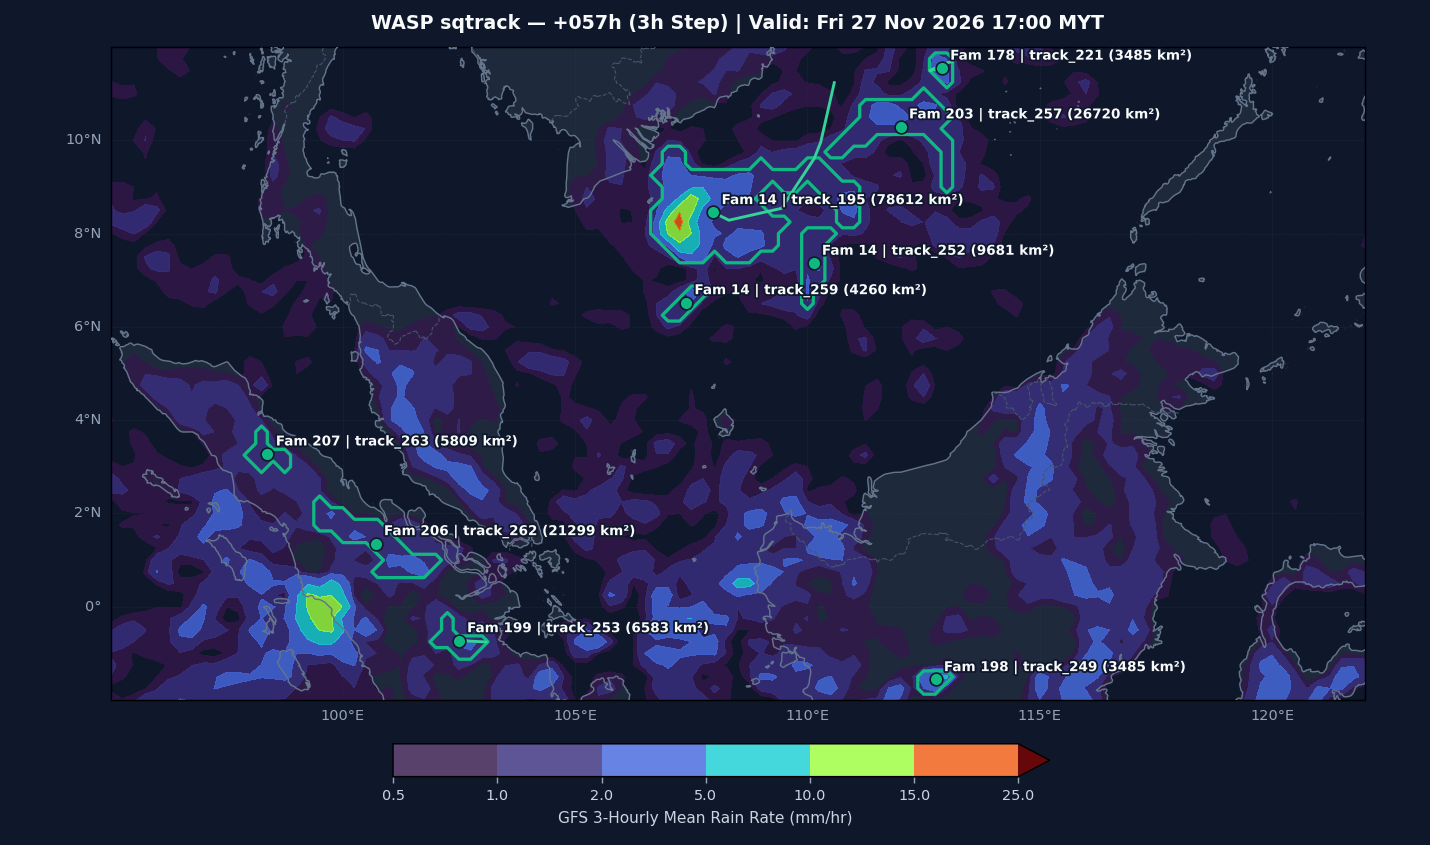 WASP sqtrack — +057h (3h Step) | Valid: Fri 27 Nov 2026 17:00 MYT
Fam 178 | track_221 (3485 km²)
Fam 203 | track_257 (26720 km²)
10°N
Fam 14 | track_195 (78612 km²)
8°N
Fam 14 | track_252 (9681 km²)
Fam 14 | track_259 (4260 km²)
6°N
4°N
Fam 207 | track_263 (5809 km²)
2°N
Fam 206 | track_262 (21299 km²)
0°
Fam 199 | track_253 (6583 km²)
Fam 198 | track_249 (3485 km²)
100°E 105°E 110°E 115°E 120°E
0.5 1.0 2.0 5.0 10.0 15.0 25.0
GFS 3-Hourly Mean Rain Rate (mm/hr)